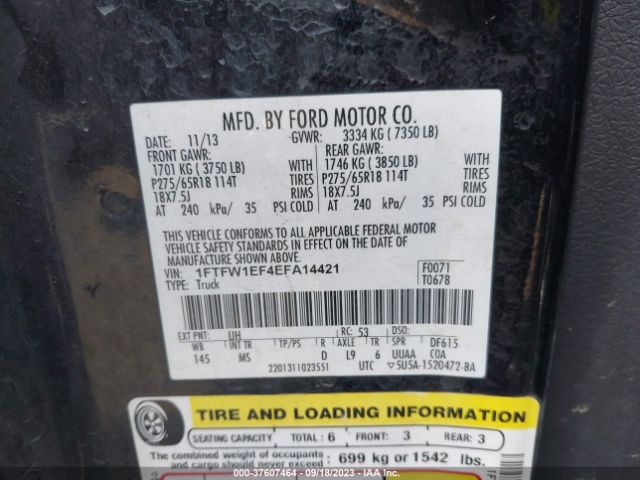 MFD. BY FORD MOTOR CO.
DATE: 11/13 GVWR: 3334 KG ( 7350 LB)
FRONT GAWR: REAR GAWR:
1701 KG ( 3750 LB) WITH 1746 KG ( 3850 LB) WITH
P275/65R18 114T TIRES P275/65R18 114T TIRES
18X7.5J RIMS 18X7.5J RIMS
AT 240 kPa/ 35 PSI COLD AT 240 kPa/ 35 PSI COLD
THIS VEHICLE CONFORMS TO ALL APPLICABLE FEDERAL MOTOR
VEHICLE SAFETY STANDARDS IN EFFECT ON THE DATE OF
MANUFACTURE SHOWN ABOVE.
VIN: 1FTFW1EF4EFA14421 F0071
TYPE: Truck T0678
EXT PNT: UH RC: 53 DSO:
WB INT TR TP/PS R AXLE TR SPR DF615
145 MS D L9 6 UUAA COA
2201311023551 UTC ▽5U5A-1520472-BA
TIRE AND LOADING INFORMATION
SEATING CAPACITY TOTAL: 6 FRONT: 3 REAR: 3
The combined weight of occupants
and cargo should never exceed: 699 kg or 1542 lbs.
IAA - 37607464 - 09/18/2023 - IAA Inc.